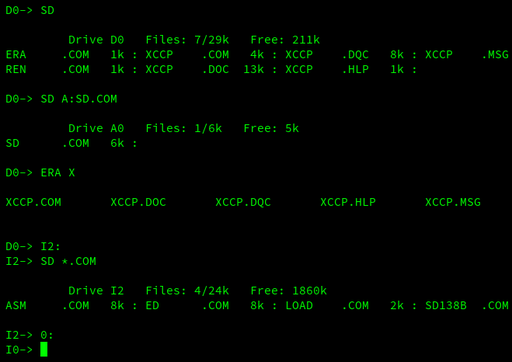 D0-> SD
Drive D0   Files: 7/29k   Free: 211k
ERA     .COM   1k : XCCP    .COM   4k : XCCP    .DQC   8k : XCCP    .MSG
REN     .COM   1k : XCCP    .DOC  13k : XCCP    .HLP   1k :
D0-> SD A:SD.COM
Drive A0   Files: 1/6k   Free: 5k
SD      .COM   6k :
D0-> ERA X
XCCP.COM       XCCP.DOC       XCCP.DQC       XCCP.HLP       XCCP.MSG
D0-> I2:
I2-> SD *.COM
Drive I2   Files: 4/24k   Free: 1860k
ASM     .COM   8k : ED      .COM   8k : LOAD    .COM   2k : SD138B  .COM
I2-> 0:
I0->